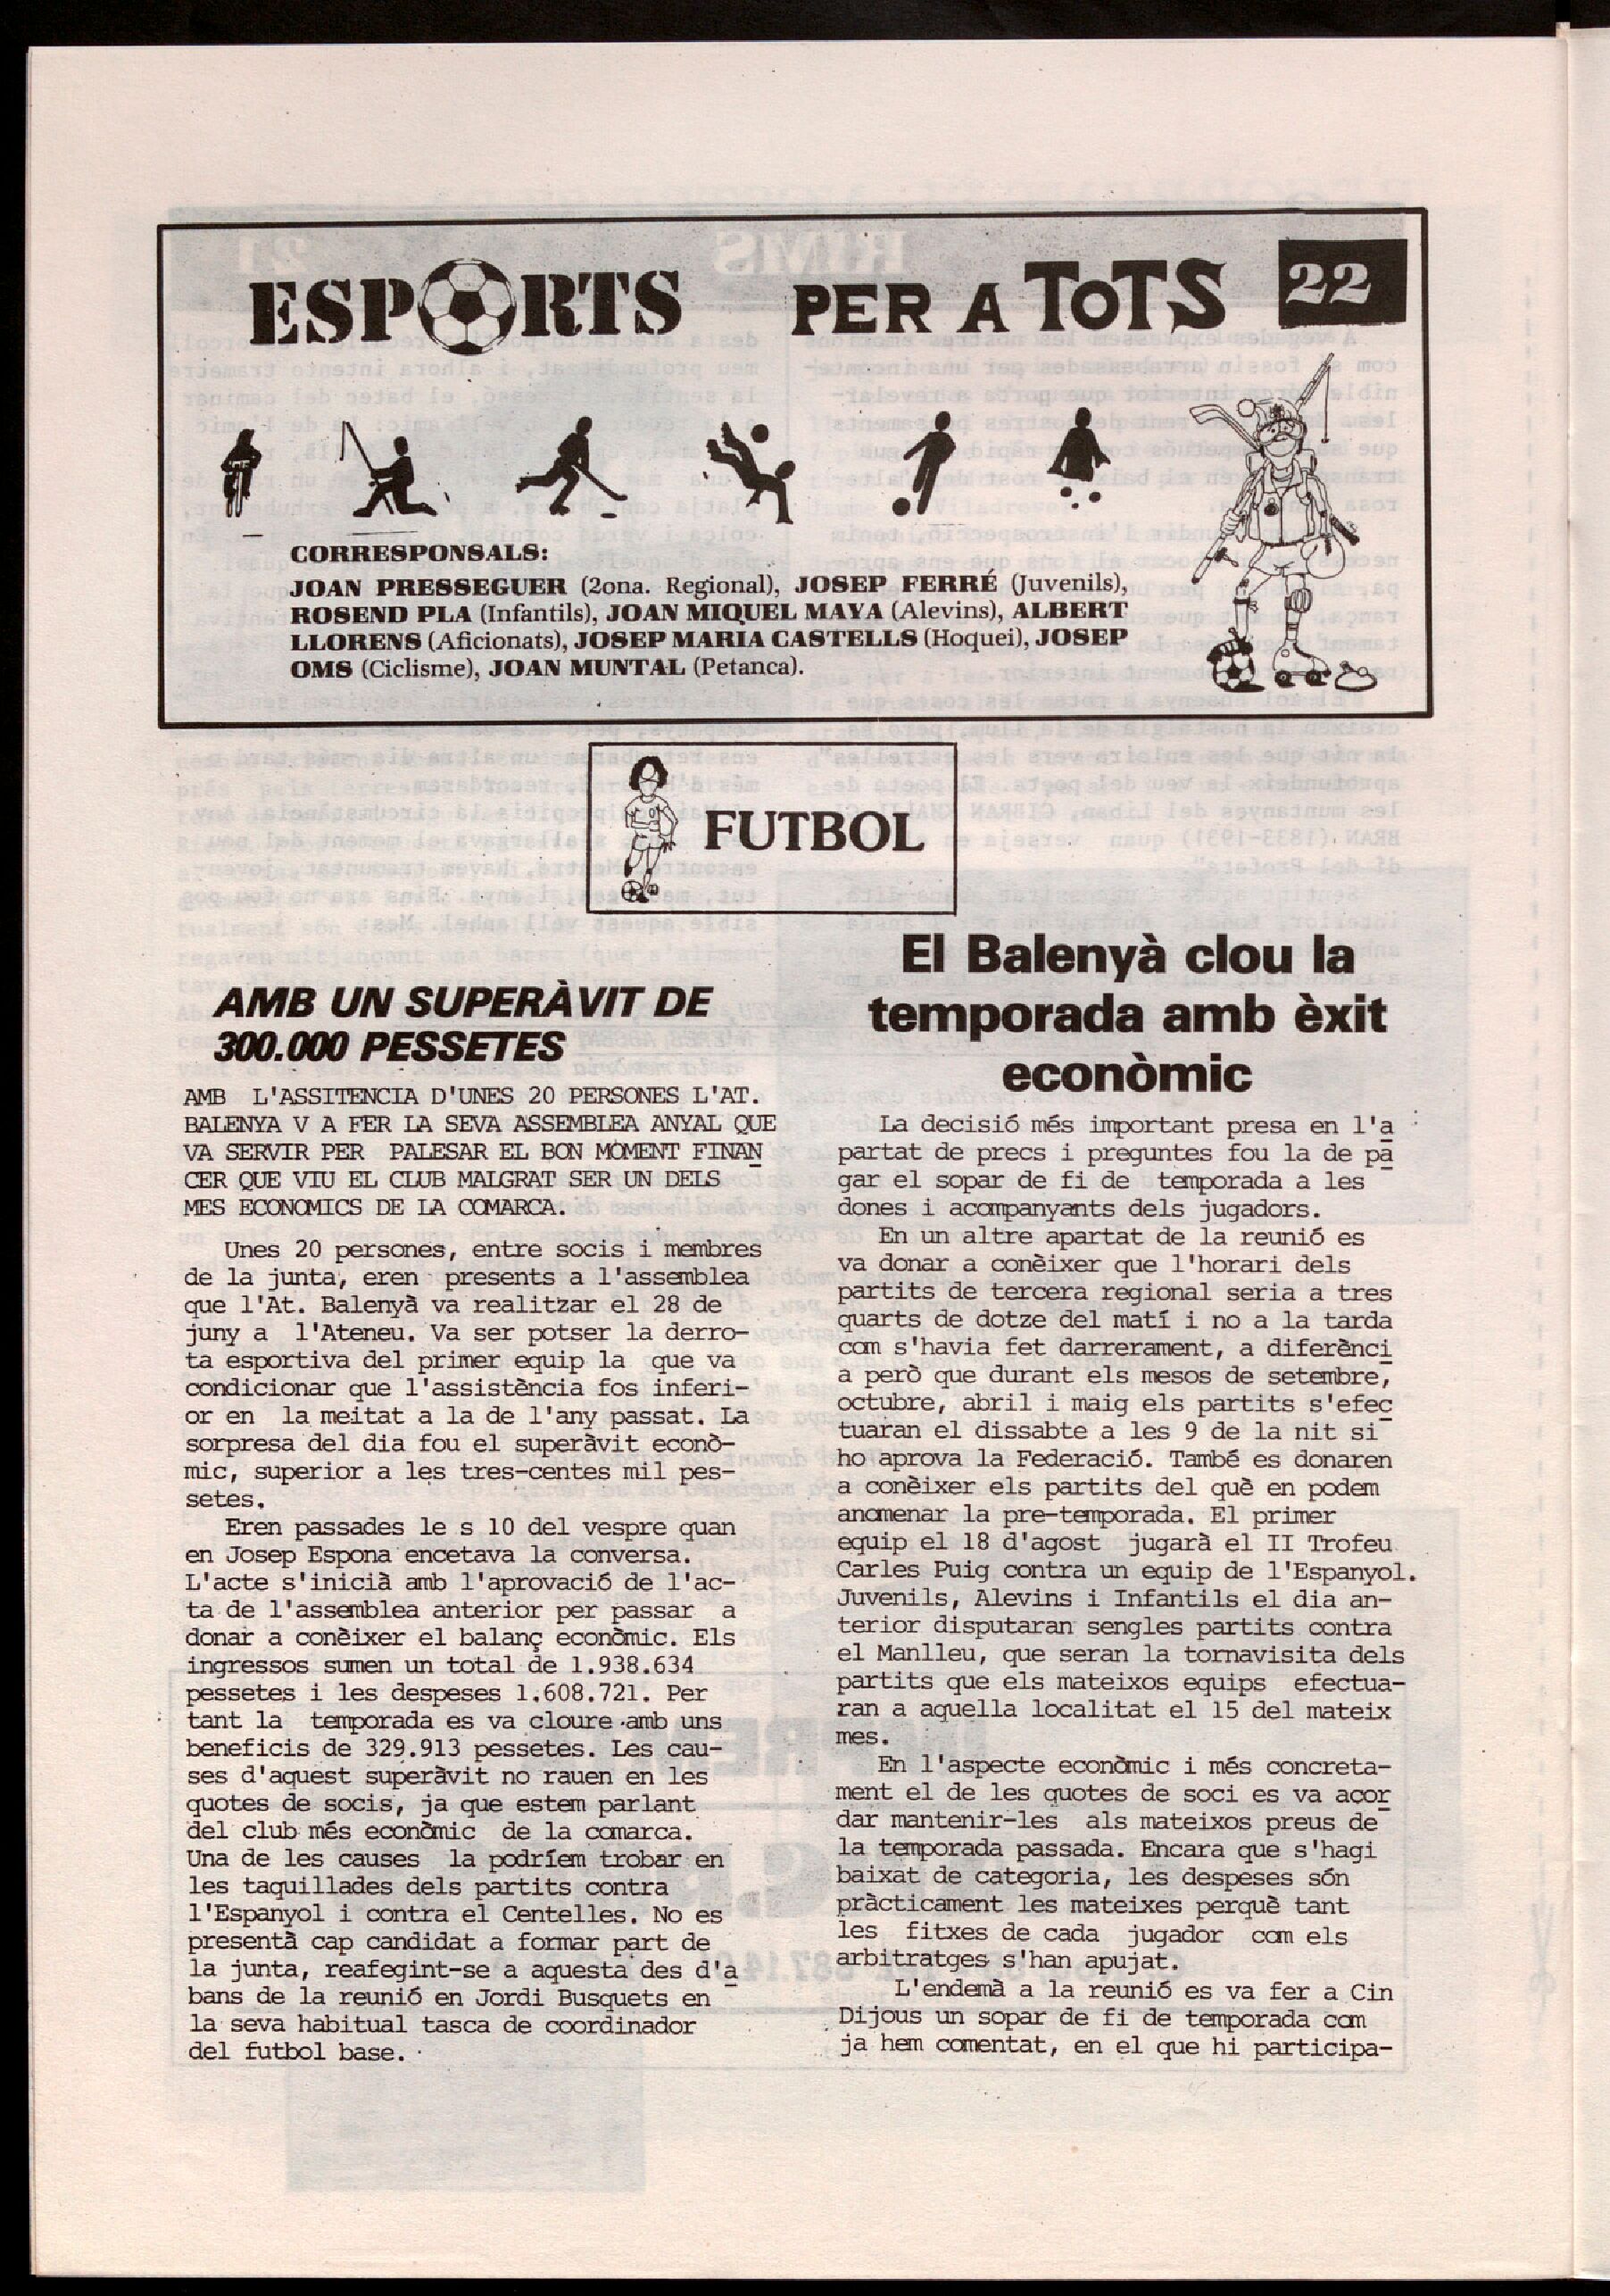 ESPORTS PER A TOTS 22
CORRESPONSALS:
JOAN PRESSEGUER (2ona. Regional), JOSEP FERRÉ (Juvenils),
ROSEND PLA (Infantils), JOAN MIQUEL MAYA (Alevins), ALBERT
LLORENS (Aficionats), JOSEP MARIA CASTELLS (Hoquei), JOSEP
OMS (Ciclisme), JOAN MUNTAL (Petanca).
FUTBOL
AMB UN SUPERÀVIT DE
300.000 PESSETES
AMB L'ASSITENCIA D'UNES 20 PERSONES L'AT.
BALENYA V A FER LA SEVA ASSEMBLEA ANYAL QUE
VA SERVIR PER PALESAR EL BON MOMENT FINAN
CER QUE VIU EL CLUB MALGRAT SER UN DELS
MES ECONOMICS DE LA COMARCA.
Unes 20 persones, entre socis i membres
de la junta, eren presents a l'assemblea
que l'At. Balenyà va realitzar el 28 de
juny a l'Ateneu. Va ser potser la derro-
ta esportiva del primer equip la que va
condicionar que l'assistència fos inferi-
or en la meitat a la de l'any passat. La
sorpresa del dia fou el superàvit econò-
mic, superior a les tres-centes mil pes-
setes.
Eren passades le s 10 del vespre quan
en Josep Espona encetava la conversa.
L'acte s'inicià amb l'aprovació de l'ac-
ta de l'assemblea anterior per passar a
donar a conèixer el balanç econòmic. Els
ingressos sumen un total de 1.938.634
pessetes i les despeses 1.608.721. Per
tant la temporada es va cloure amb uns
beneficis de 329.913 pessetes. Les cau-
ses d'aquest superàvit no rauen en les
quotes de socis, ja que estem parlant
del club més econòmic de la comarca.
Una de les causes la podríem trobar en
les taquillades dels partits contra
l'Espanyol i contra el Centelles. No es
presentà cap candidat a formar part de
la junta, reafegint-se a aquesta des d'a
bans de la reunió en Jordi Busquets en
la seva habitual tasca de coordinador
del futbol base.
El Balenyà clou la
temporada amb èxit
econòmic
La decisió més important presa en l'a
partat de precs i preguntes fou la de pa
gar el sopar de fi de temporada a les
dones i acompanyants dels jugadors.
En un altre apartat de la reunió es
va donar a conèixer que l'horari dels
partits de tercera regional seria a tres
quarts de dotze del matí i no a la tarda
com s'havia fet darrerament, a diferènci
a però que durant els mesos de setembre,
octubre, abril i maig els partits s'efec
tuaran el dissabte a les 9 de la nit si
ho aprova la Federació. També es donaren
a conèixer els partits del què en podem
anomenar la pre-temporada. El primer
equip el 18 d'agost jugarà el II Trofeu
Carles Puig contra un equip de l'Espanyol.
Juvenils, Alevins i Infantils el dia an-
terior disputaran sengles partits contra
el Manlleu, que seran la tornavisita dels
partits que els mateixos equips efectua-
ran a aquella localitat el 15 del mateix
mes.
En l'aspecte econòmic i més concreta-
ment el de les quotes de soci es va acor
dar mantenir-les als mateixos preus de
la temporada passada. Encara que s'hagi
baixat de categoria, les despeses són
pràcticament les mateixes perquè tant
les fitxes de cada jugador com els
arbitratges s'han apujat.
L'endemà a la reunió es va fer a Cin
Dijous un sopar de fi de temporada com
ja hem comentat, en el que hi participa-